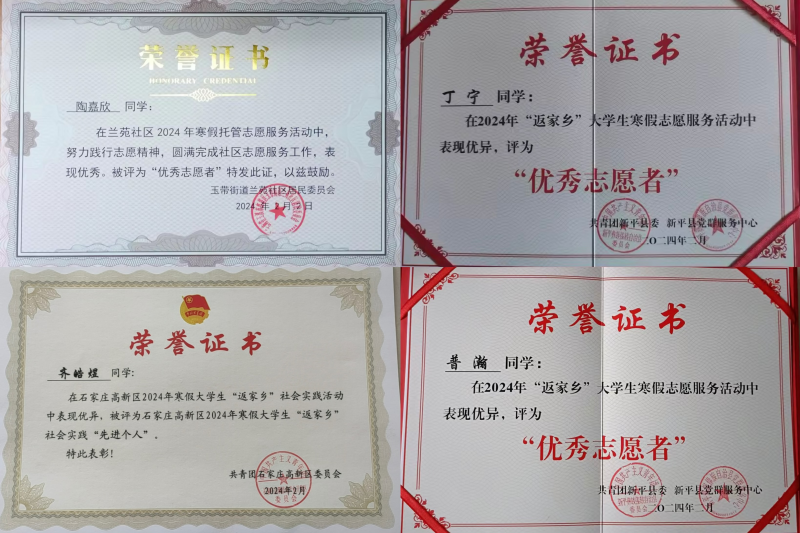 荣誉证书
HONORARY CREDENTIAL
陶嘉欣 同学：
在兰苑社区2024年寒假托管志愿服务活动中，
努力践行志愿精神，圆满完成社区志愿服务工作，表
现优秀。被评为“优秀志愿者”特发此证，以兹鼓励。
玉带街道兰苑社区居民委员会
2024年2月
荣誉证书
丁宁 同学：
在2024年“返家乡”大学生寒假志愿服务活动中
表现优异，评为
“优秀志愿者”
共青团新平县委 新平县党群服务中心
二〇二四年二月
荣誉证书
齐皓煜 同学：
在石家庄高新区2024年寒假大学生“返家乡”社会实践活动
中表现优异，被评为石家庄高新区2024年寒假大学生“返家乡”
社会实践“先进个人”。
特此表彰！
共青团石家庄高新区委员会
2024年2月
荣誉证书
普瀚 同学：
在2024年“返家乡”大学生寒假志愿服务活动中
表现优异，评为
“优秀志愿者”
共青团新平县委 新平县党群服务中心
二〇二四年二月